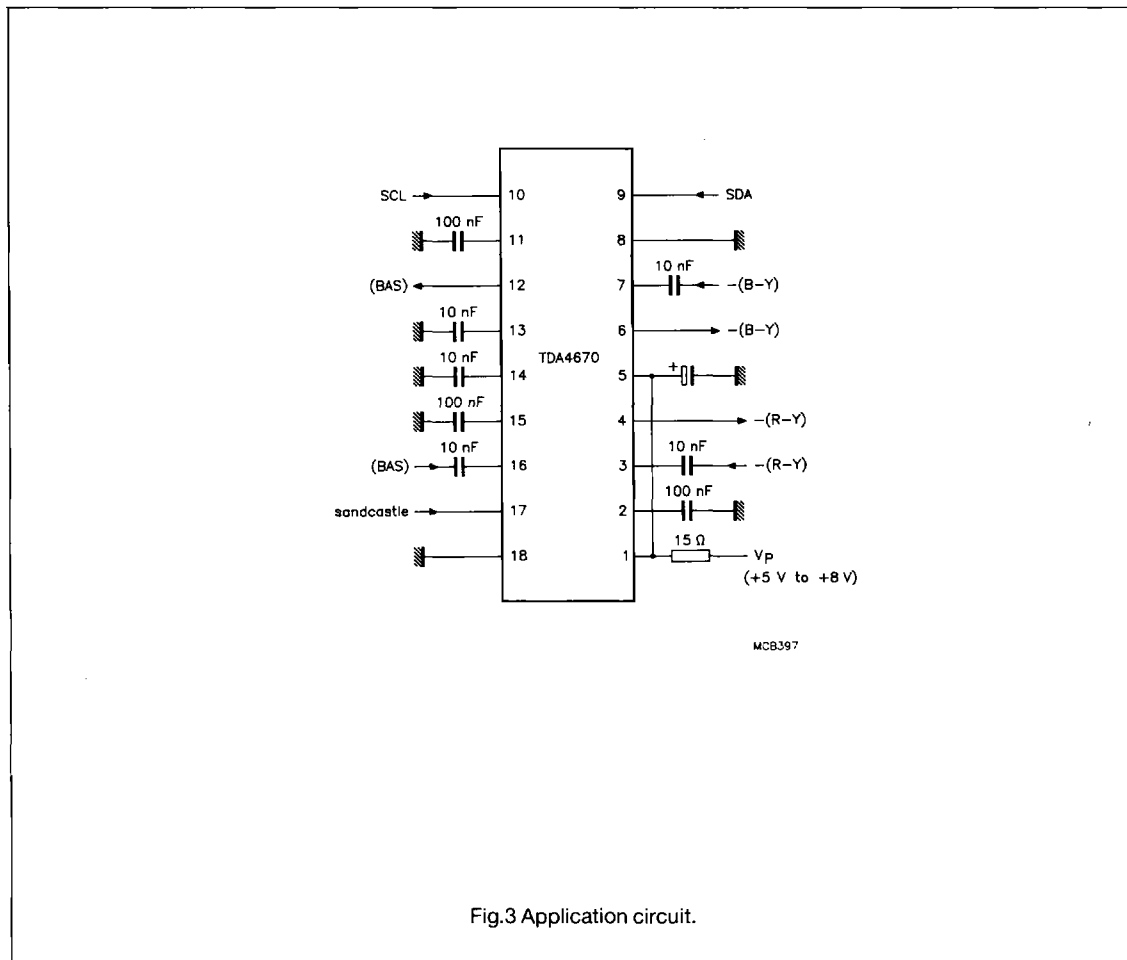 SCL 10 9 SDA
100 nF
11 8
10 nF
(BAS) 12 7 -(B-Y)
10 nF
13 6 -(B-Y)
TDA4670
10 nF
14 5 +
100 nF
15 4 -(R-Y)
10 nF 10 nF
(BAS) 16 3 -(R-Y)
100 nF
sandcastle 17 2
15 Ω
18 1 Vp
(+5 V to +8 V)
MCB397
Fig.3 Application circuit.